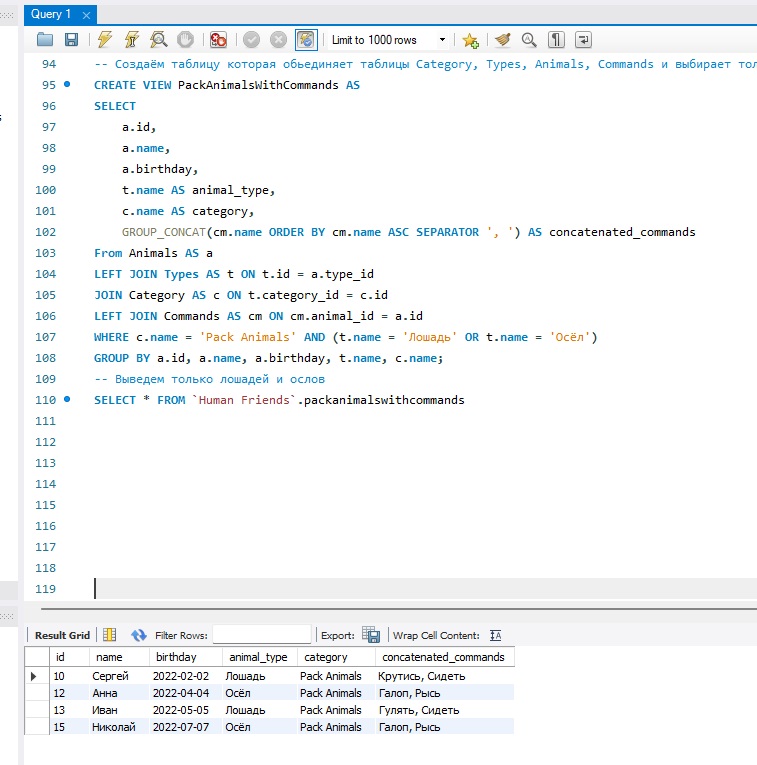 Query 1
Limit to 1000 rows
94 -- Создаём таблицу которая обьединяет таблицы Category, Types, Animals, Commands и выбирает
95 CREATE VIEW PackAnimalsWithCommands AS
96 SELECT
97 a.id,
98 a.name,
99 a.birthday,
100 t.name AS animal_type,
101 c.name AS category,
102 GROUP_CONCAT(cm.name ORDER BY cm.name ASC SEPARATOR ', ') AS concatenated_commands
103 From Animals AS a
104 LEFT JOIN Types AS t ON t.id = a.type_id
105 JOIN Category AS c ON t.category_id = c.id
106 LEFT JOIN Commands AS cm ON cm.animal_id = a.id
107 WHERE c.name = 'Pack Animals' AND (t.name = 'Лошадь' OR t.name = 'Осёл')
108 GROUP BY a.id, a.name, a.birthday, t.name, c.name;
109 -- Выведем только лошадей и ослов
110 SELECT * FROM `Human Friends`.packanimalswithcommands
111
112
113
114
115
116
117
118
119
Result Grid Filter Rows: Export: Wrap Cell Content:
id name birthday animal_type category concatenated_commands
10 Сергей 2022-02-02 Лошадь Pack Animals Крутись, Сидеть
12 Анна 2022-04-04 Осёл Pack Animals Галоп, Рысь
13 Иван 2022-05-05 Лошадь Pack Animals Гулять, Сидеть
15 Николай 2022-07-07 Осёл Pack Animals Галоп, Рысь